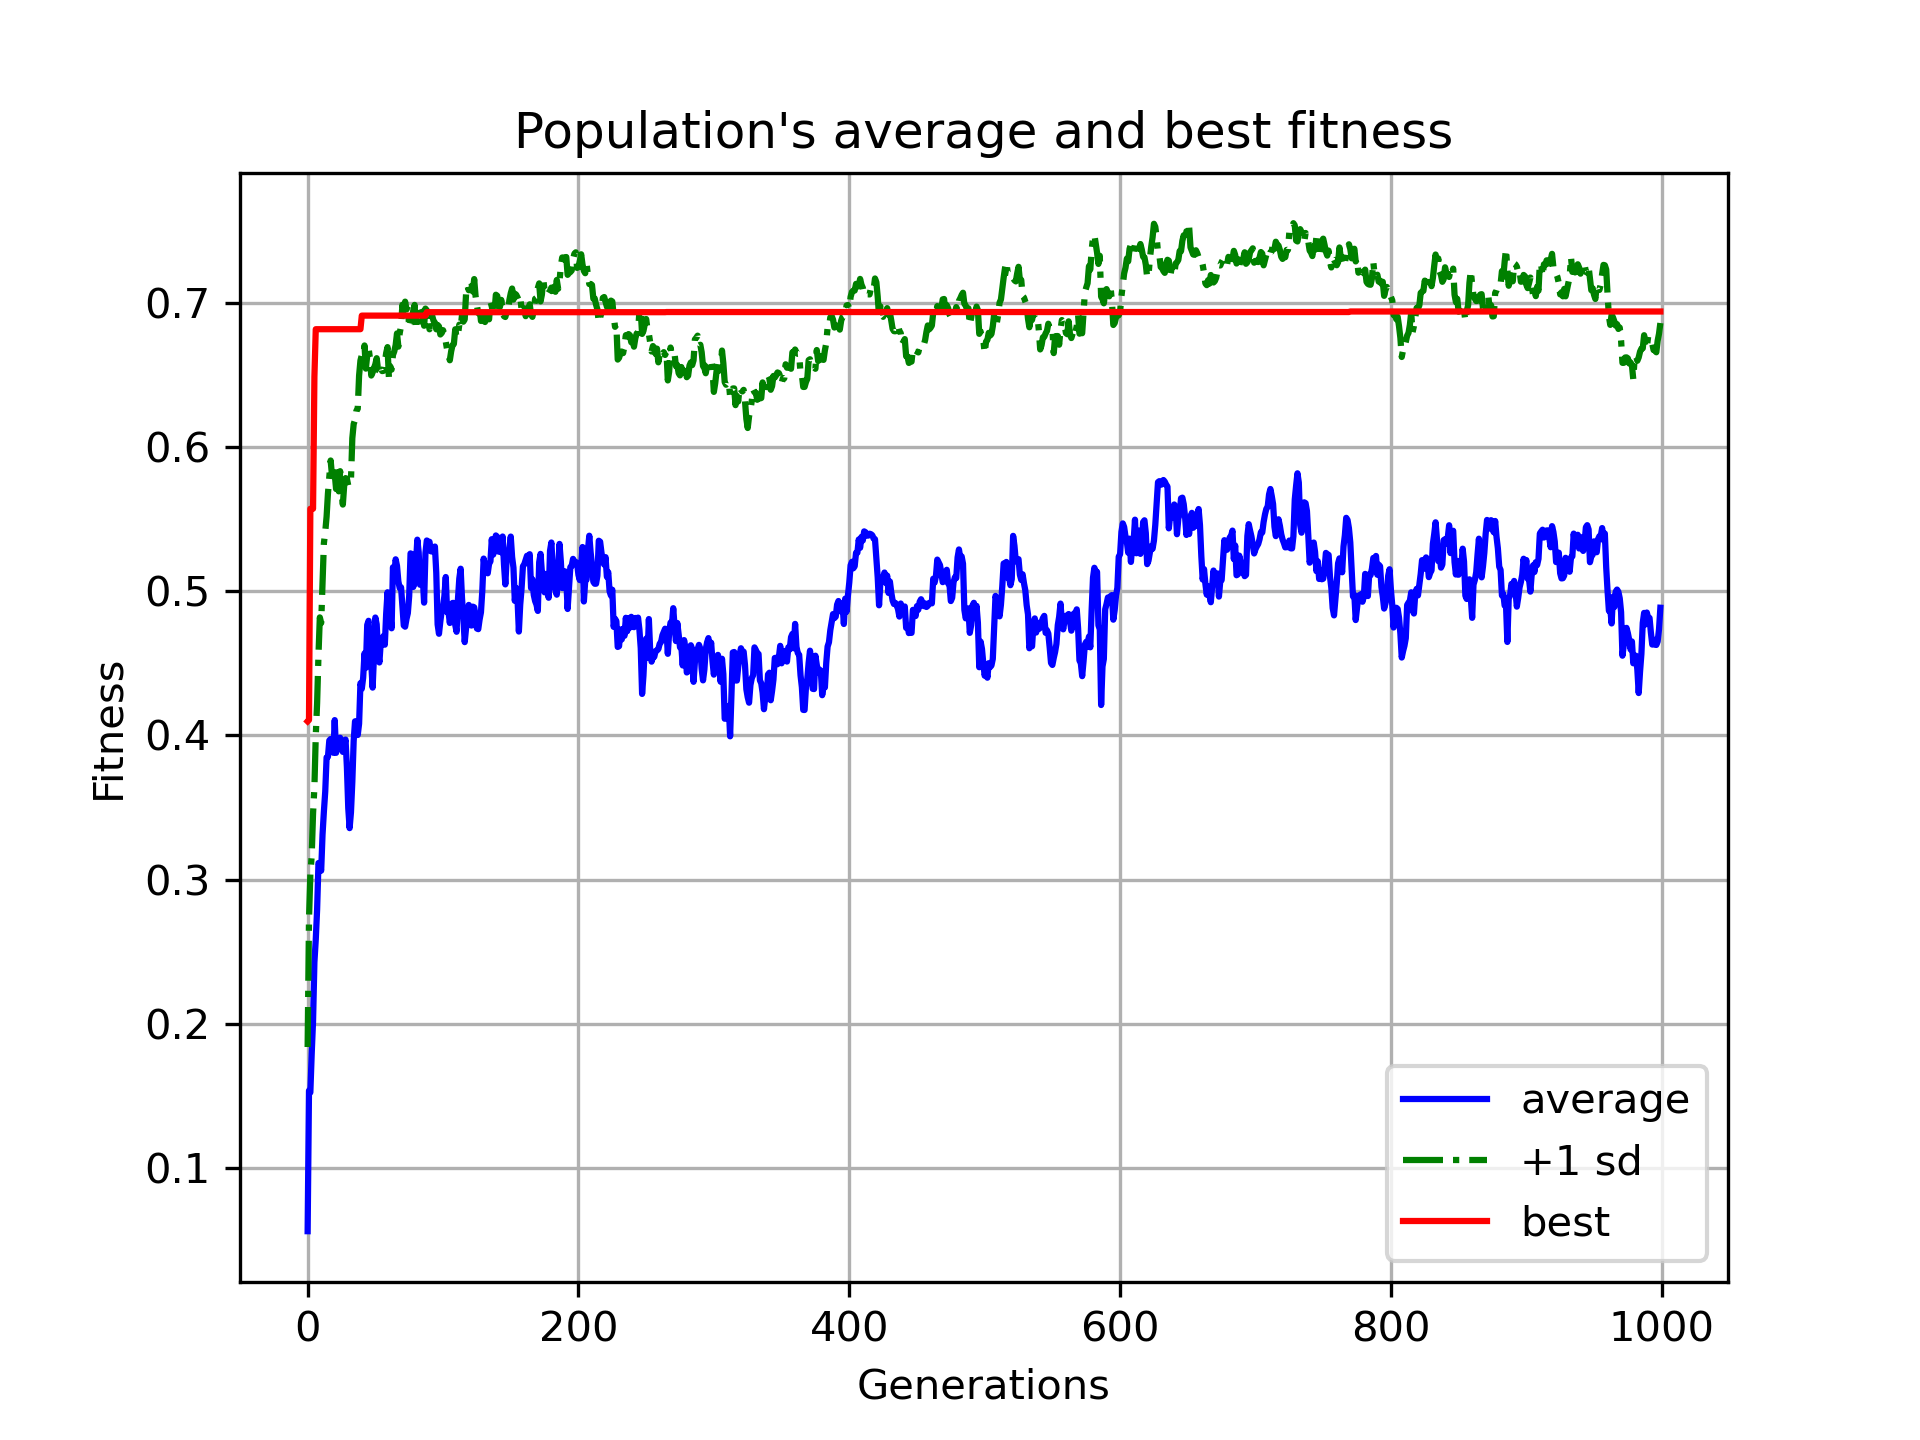 Population's average and best fitness
Fitness
0.7
0.6
0.5
0.4
0.3
0.2
0.1
0 200 400 600 800 1000
Generations
average
+1 sd
best